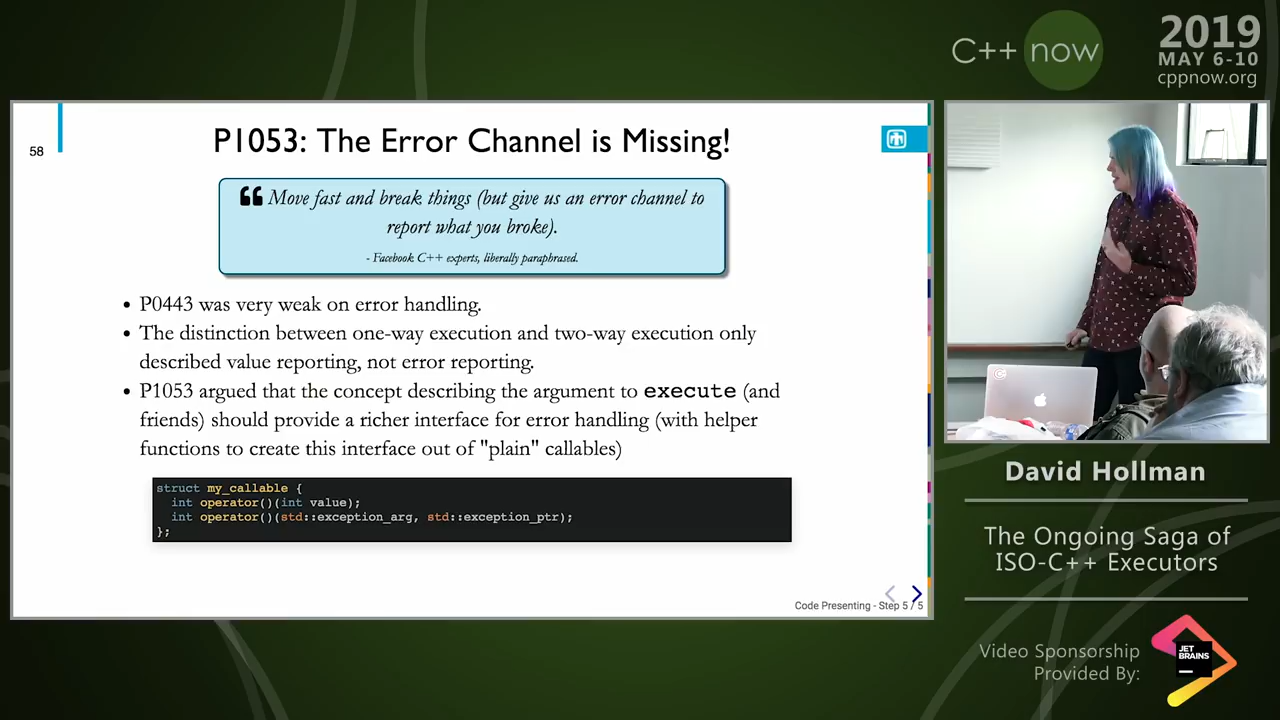 C++ now
2019
MAY 6-10
cppnow.org
58
P1053: The Error Channel is Missing!
“ Move fast and break things (but give us an error channel to
report what you broke).
- Facebook C++ experts, liberally paraphrased.
• P0443 was very weak on error handling.
• The distinction between one-way execution and two-way execution only
described value reporting, not error reporting.
• P1053 argued that the concept describing the argument to execute (and
friends) should provide a richer interface for error handling (with helper
functions to create this interface out of "plain" callables)
struct my_callable {
int operator()(int value);
int operator()(std::exception_arg, std::exception_ptr);
};
Code Presenting - Step 5 / 5
David Hollman
The Ongoing Saga of
ISO-C++ Executors
Video Sponsorship
Provided By:
JET
BRAINS